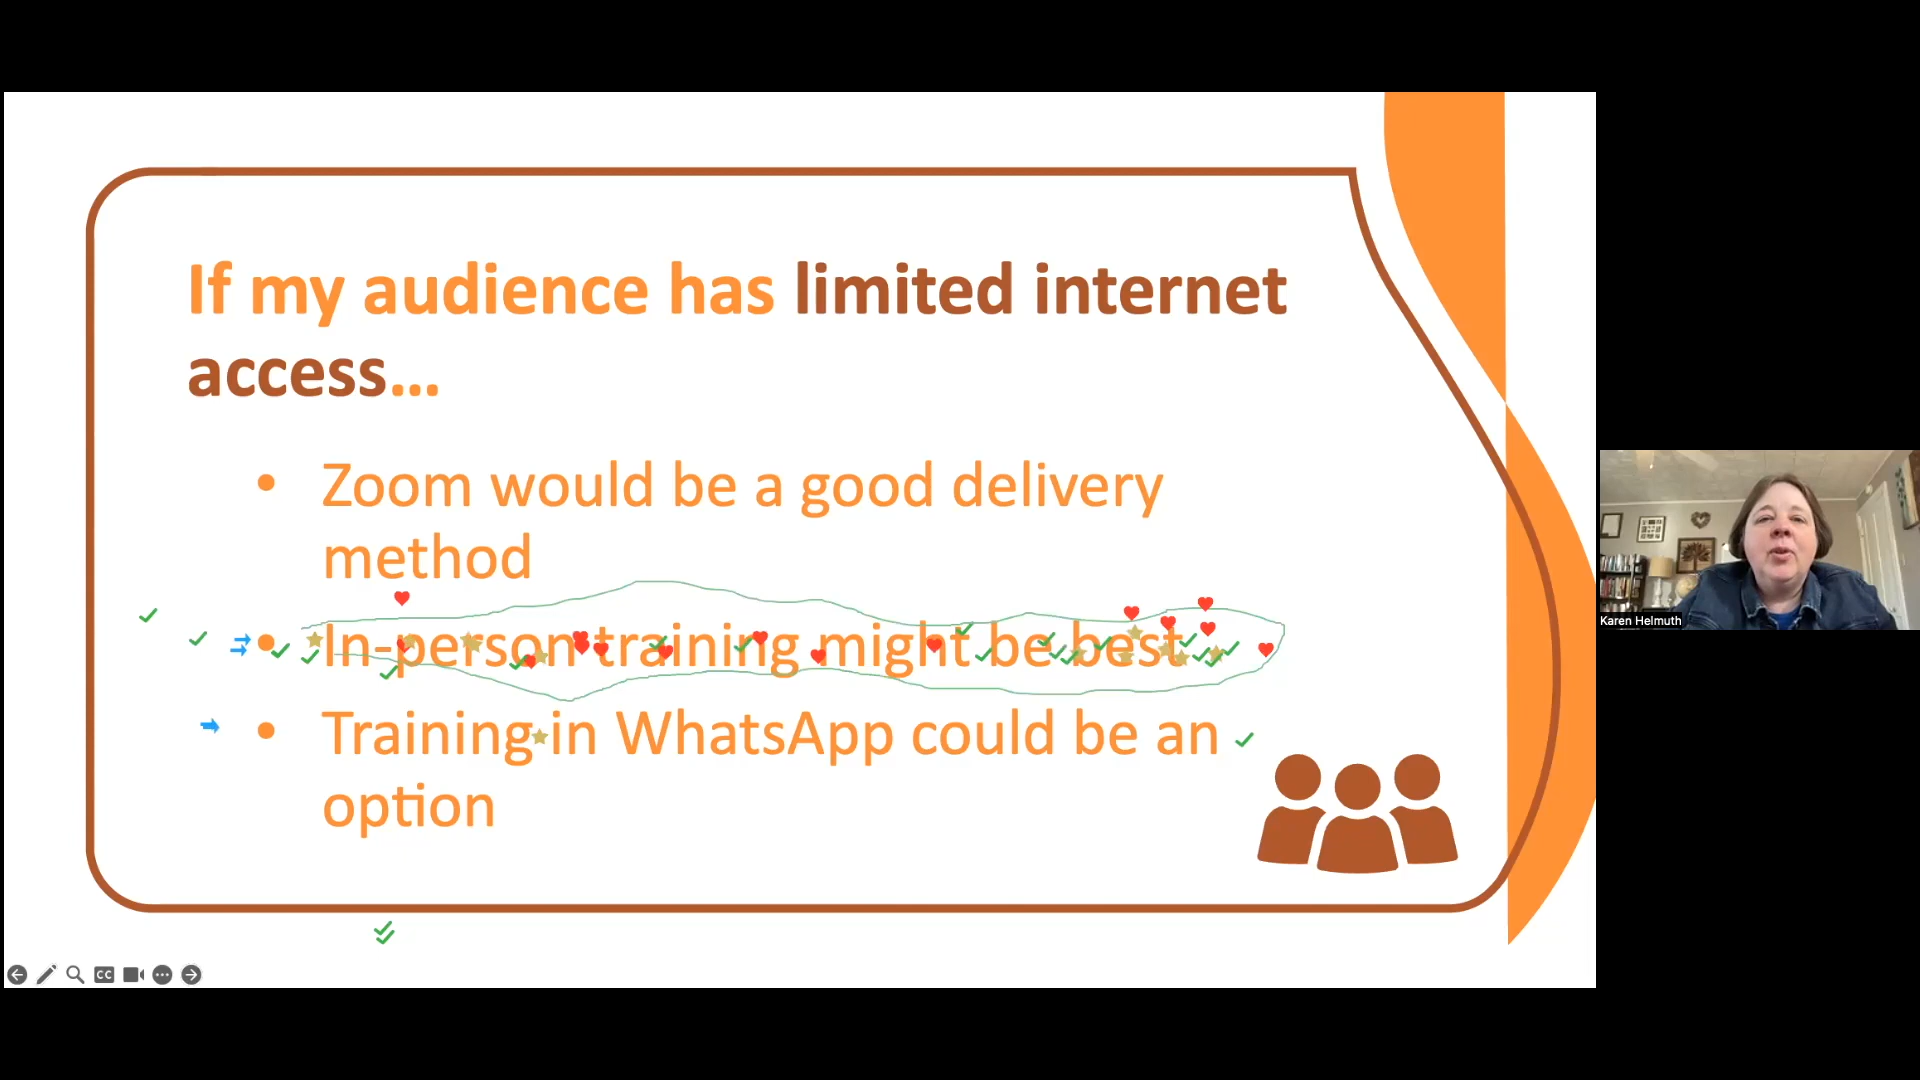 If my audience has limited internet
access...
• Zoom would be a good delivery
method
• In-person training might be best
• Training in WhatsApp could be an
option
Karen Helmuth
CC